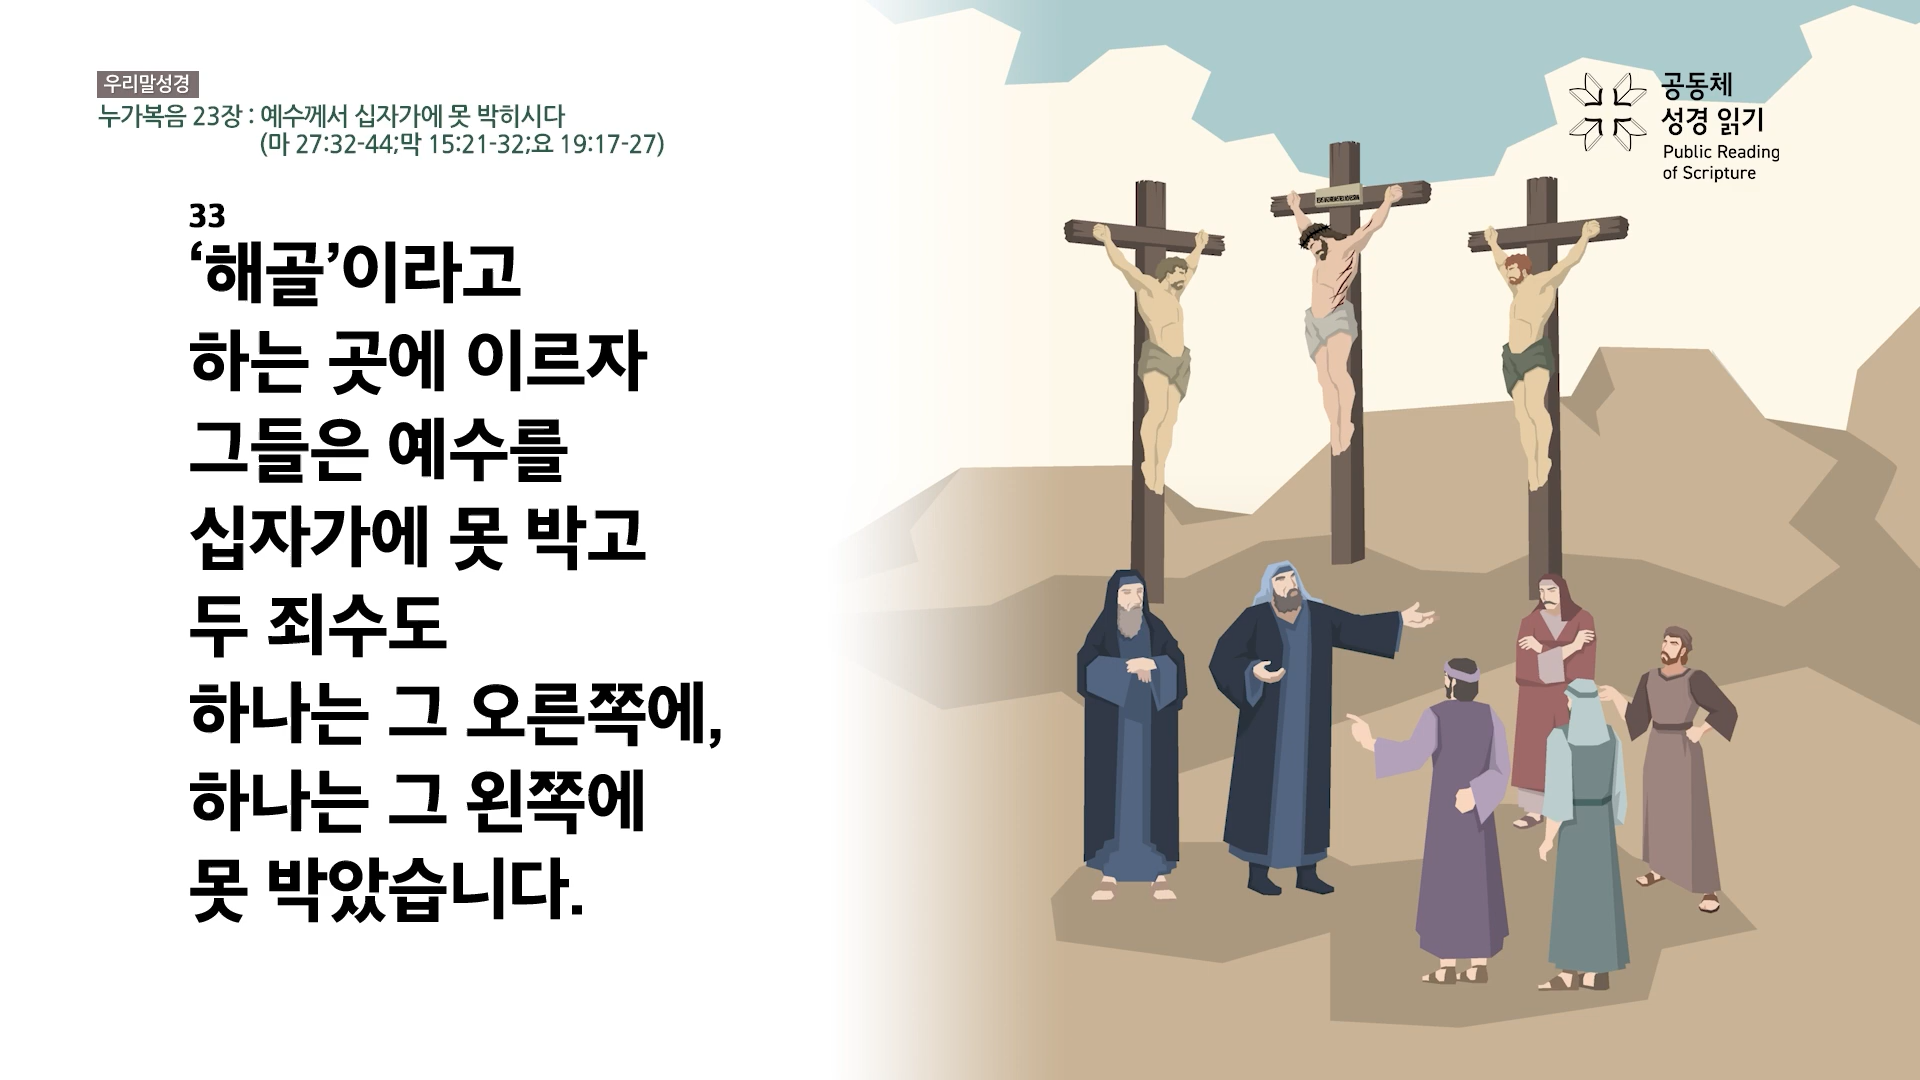 우리말성경
누가복음 23장 : 예수께서 십자가에 못 박히시다
(마 27:32-44;막 15:21-32;요 19:17-27)
33
‘해골’이라고
하는 곳에 이르자
그들은 예수를
십자가에 못 박고
두 죄수도
하나는 그 오른쪽에,
하나는 그 왼쪽에
못 박았습니다.
공동체
성경 읽기
Public Reading
of Scripture